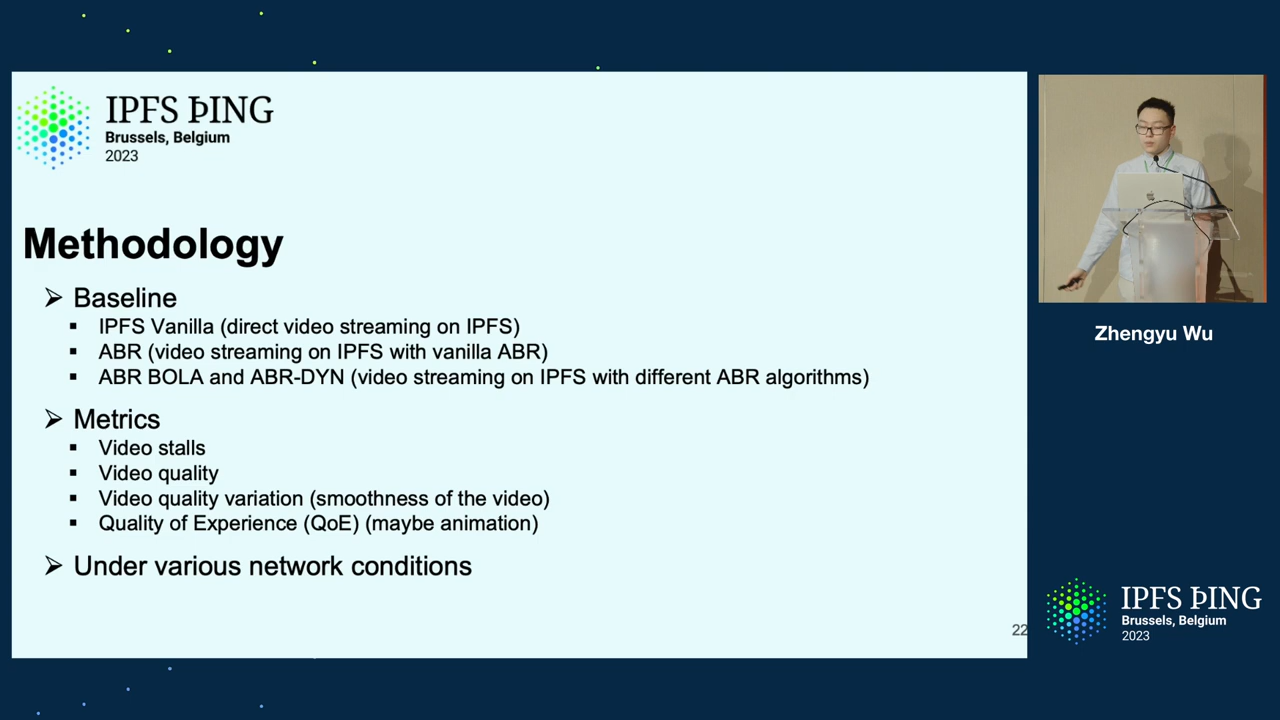 IPFS ÞING
Brussels, Belgium
2023
Methodology
➢ Baseline
▪ IPFS Vanilla (direct video streaming on IPFS)
▪ ABR (video streaming on IPFS with vanilla ABR)
▪ ABR BOLA and ABR-DYN (video streaming on IPFS with different ABR algorithms)
➢ Metrics
▪ Video stalls
▪ Video quality
▪ Video quality variation (smoothness of the video)
▪ Quality of Experience (QoE) (maybe animation)
➢ Under various network conditions
22
Zhengyu Wu
IPFS ÞING
Brussels, Belgium
2023